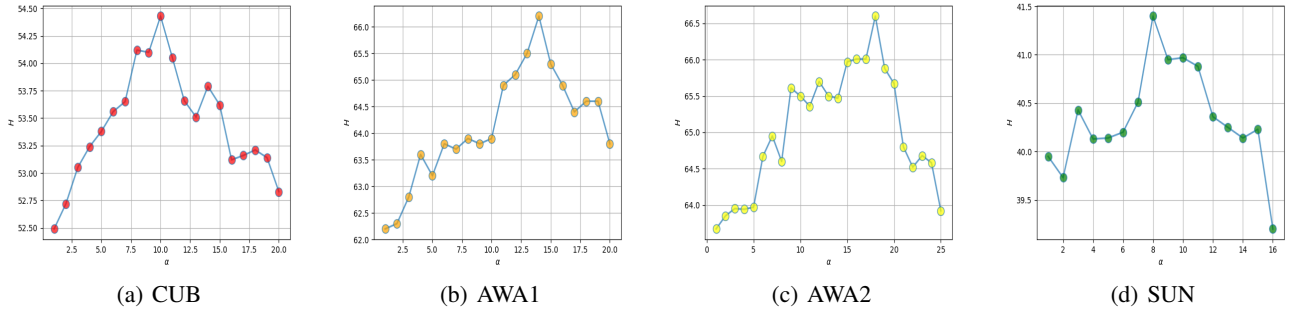 54.50
54.25
54.00
53.75
53.50
53.25
53.00
52.75
52.50
H
2.5 5.0 7.5 10.0 12.5 15.0 17.5 20.0
α
(a) CUB
66.0
65.5
65.0
64.5
64.0
63.5
63.0
62.5
62.0
H
2.5 5.0 7.5 10.0 12.5 15.0 17.5 20.0
α
(b) AWA1
66.5
66.0
65.5
65.0
64.5
64.0
H
0 5 10 15 20 25
α
(c) AWA2
41.5
41.0
40.5
40.0
39.5
H
2 4 6 8 10 12 14 16
α
(d) SUN